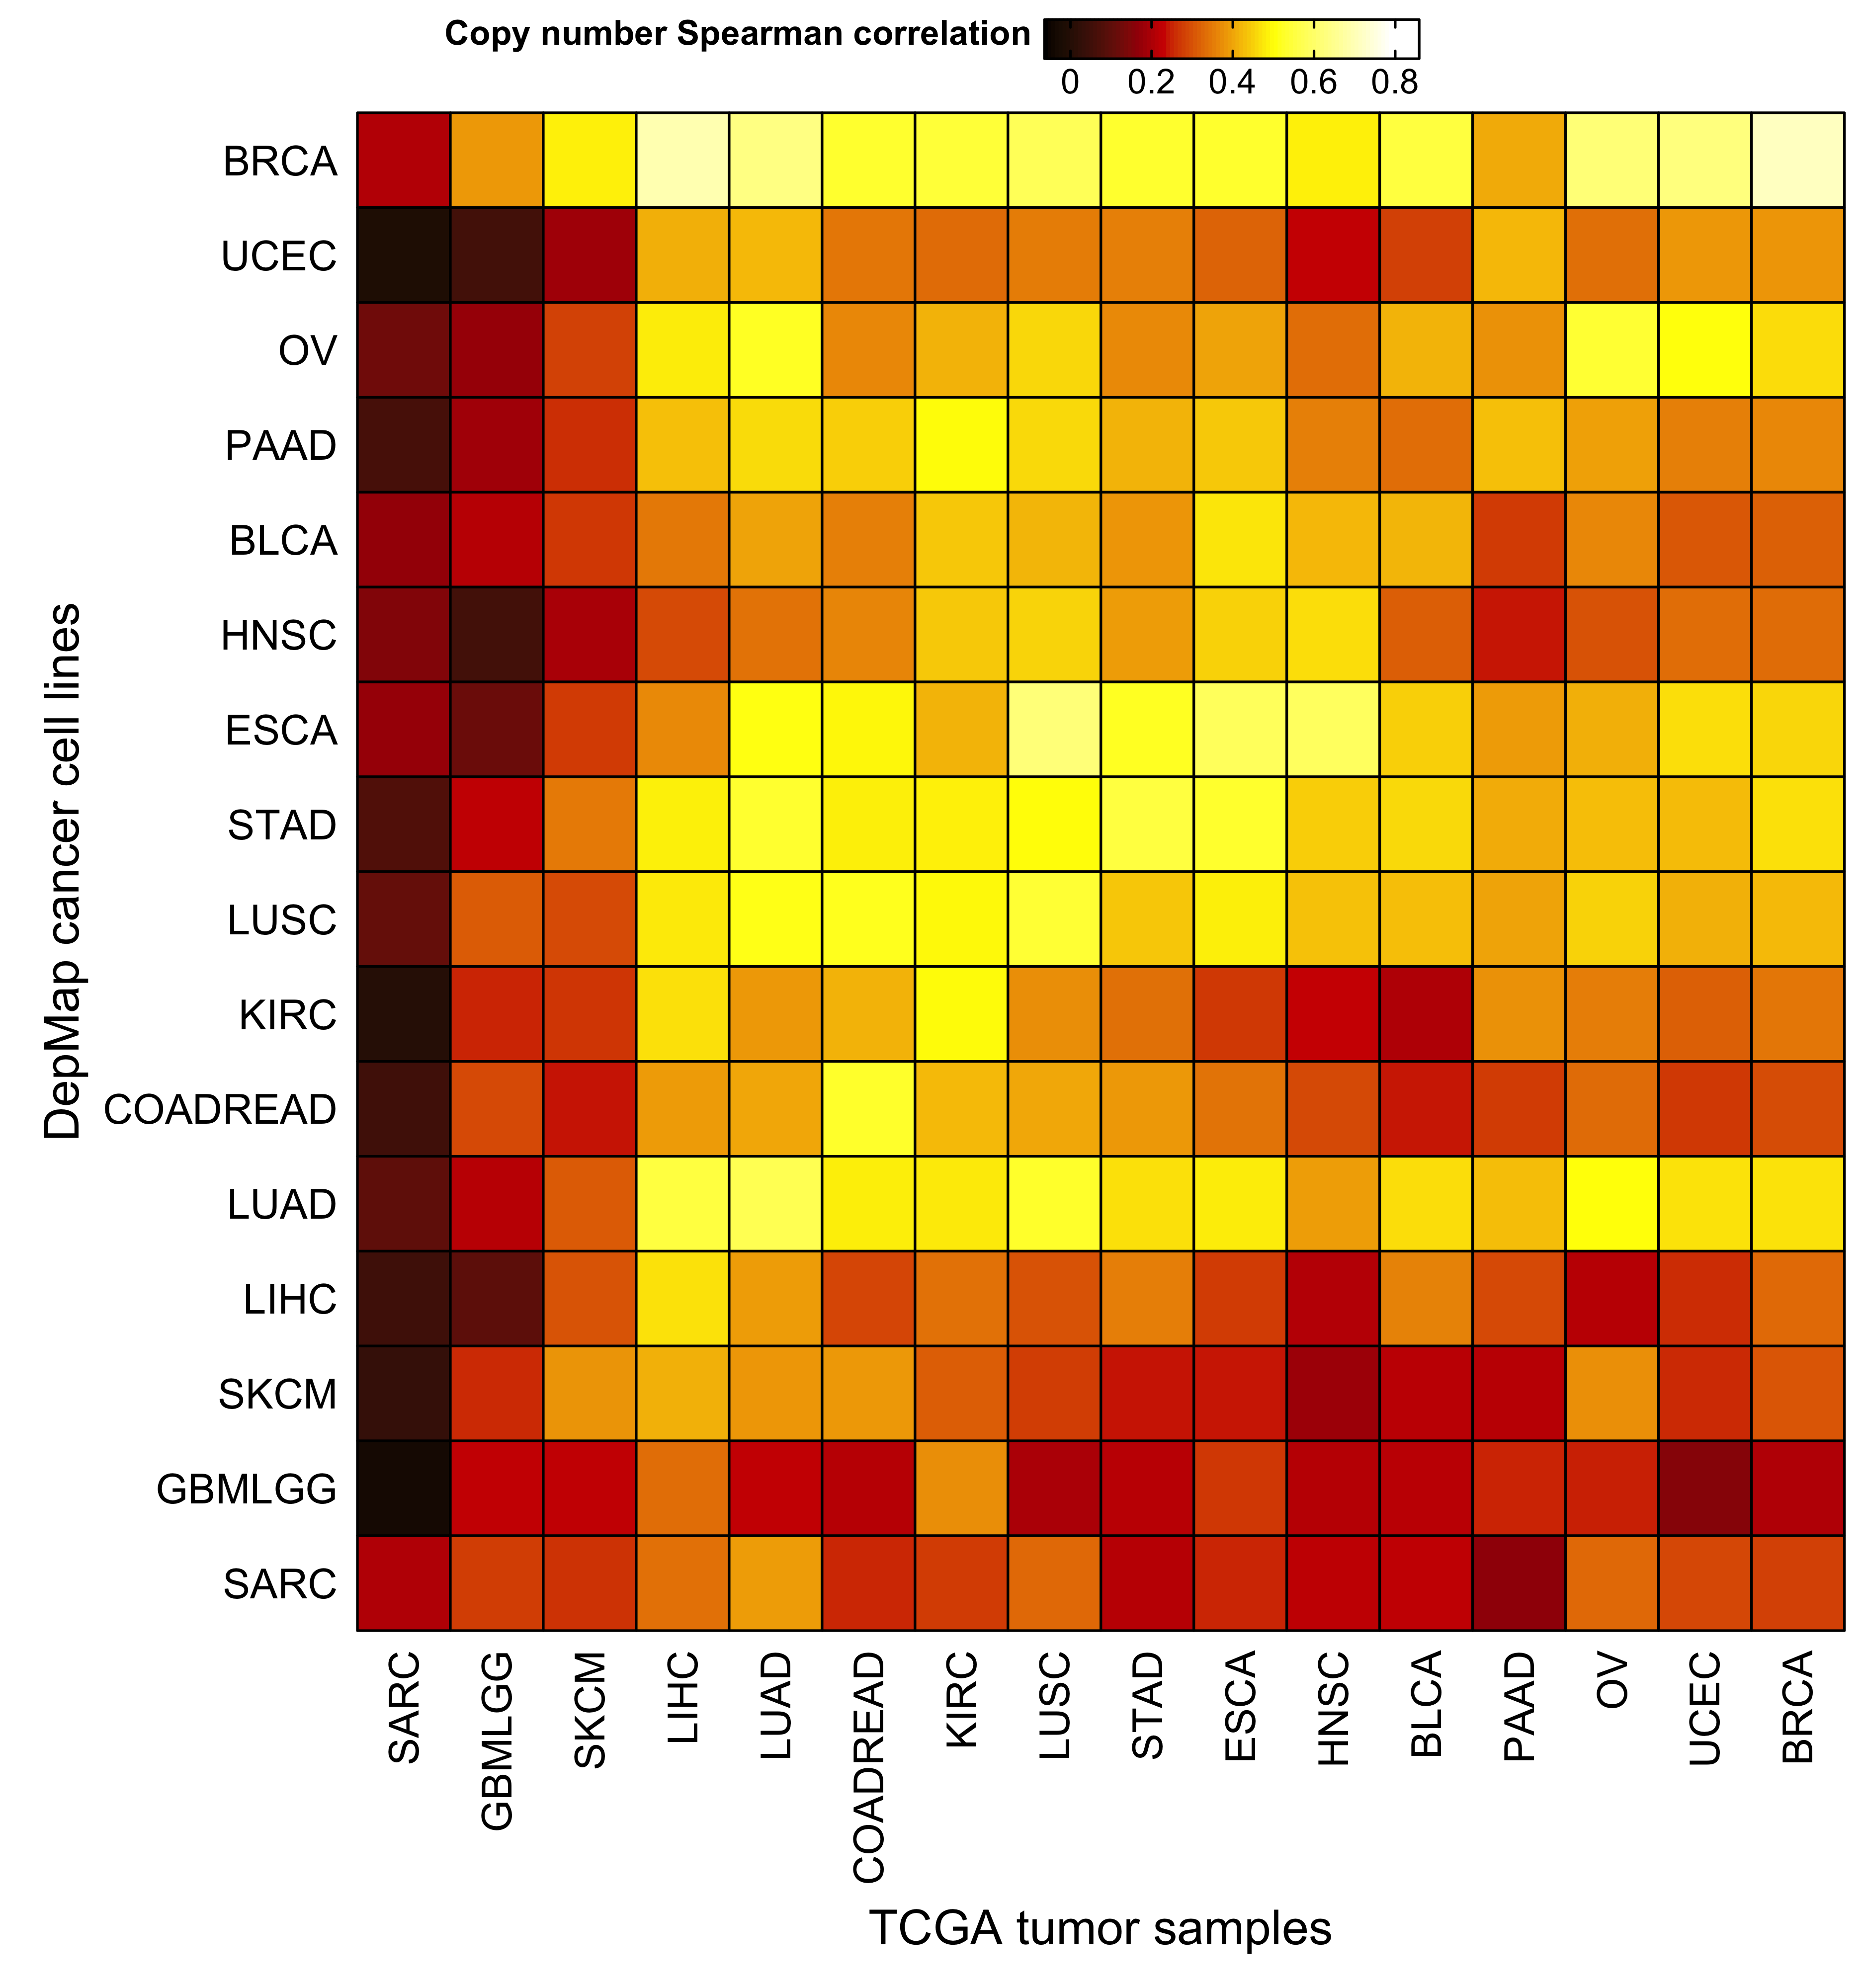 Copy number Spearman correlation
0 0.2 0.4 0.6 0.8
DepMap cancer cell lines
BRCA
UCEC
OV
PAAD
BLCA
HNSC
ESCA
STAD
LUSC
KIRC
COADREAD
LUAD
LIHC
SKCM
GBMLGG
SARC
SARC GBMLGG SKCM LIHC LUAD COADREAD KIRC LUSC STAD ESCA HNSC BLCA PAAD OV UCEC BRCA
TCGA tumor samples